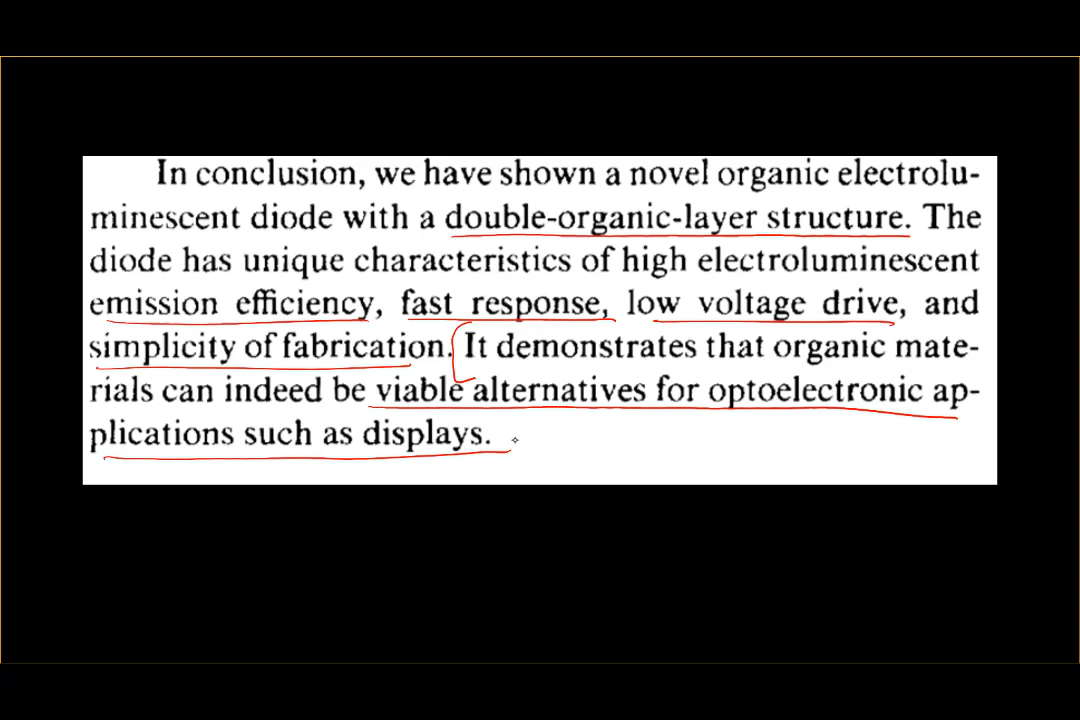 In conclusion, we have shown a novel organic electrolu-
minescent diode with a double-organic-layer structure. The
diode has unique characteristics of high electroluminescent
emission efficiency, fast response, low voltage drive, and
simplicity of fabrication. It demonstrates that organic mate-
rials can indeed be viable alternatives for optoelectronic ap-
plications such as displays.